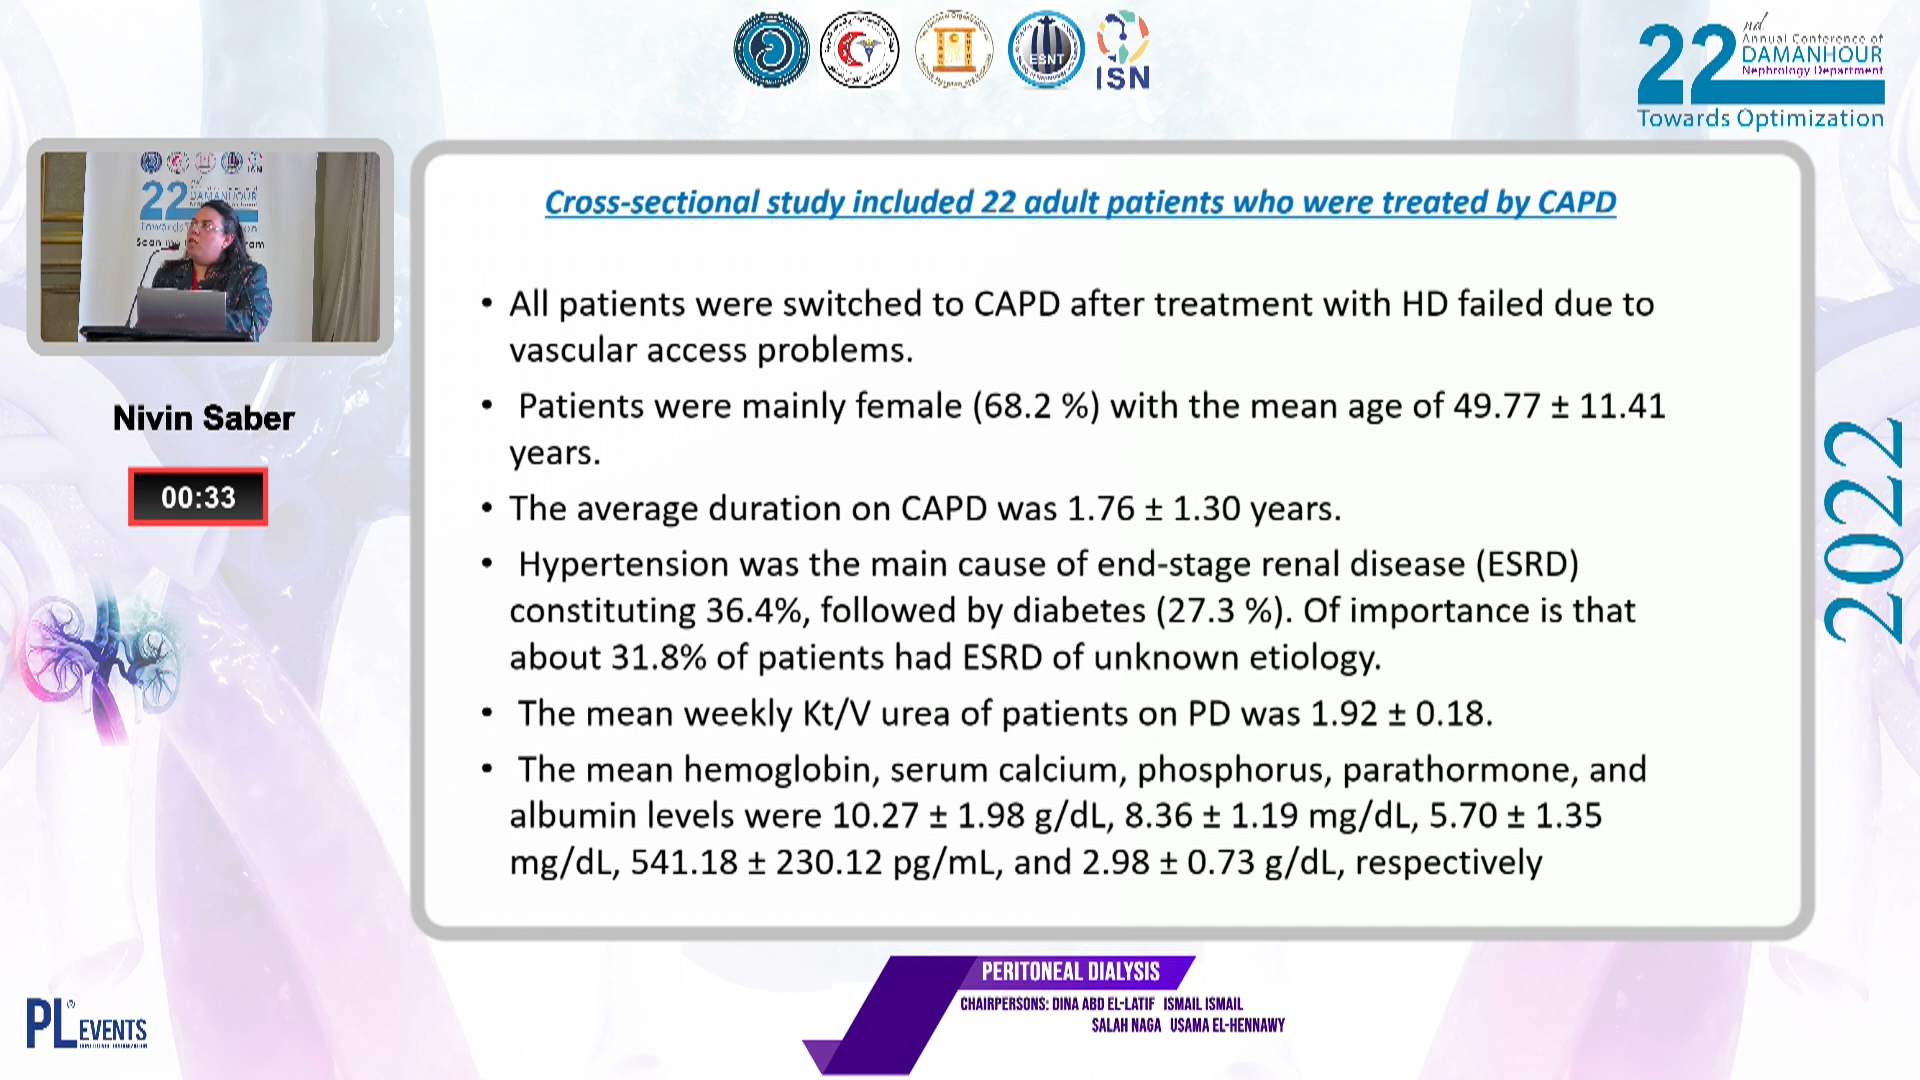 ESNT
ISN
22nd
Annual Conference of
DAMANHOUR
Nephrology Department
Towards Optimization
22
DAMANHOUR
Nivin Saber
00:33
Cross-sectional study included 22 adult patients who were treated by CAPD
• All patients were switched to CAPD after treatment with HD failed due to
vascular access problems.
• Patients were mainly female (68.2 %) with the mean age of 49.77 ± 11.41
years.
• The average duration on CAPD was 1.76 ± 1.30 years.
• Hypertension was the main cause of end-stage renal disease (ESRD)
constituting 36.4%, followed by diabetes (27.3 %). Of importance is that
about 31.8% of patients had ESRD of unknown etiology.
• The mean weekly Kt/V urea of patients on PD was 1.92 ± 0.18.
• The mean hemoglobin, serum calcium, phosphorus, parathormone, and
albumin levels were 10.27 ± 1.98 g/dL, 8.36 ± 1.19 mg/dL, 5.70 ± 1.35
mg/dL, 541.18 ± 230.12 pg/mL, and 2.98 ± 0.73 g/dL, respectively
2022
PERITONEAL DIALYSIS
CHAIRPERSONS: DINA ABD EL-LATIF ISMAIL ISMAIL
SALAH NAGA USAMA EL-HENNAWY
PL® EVENTS